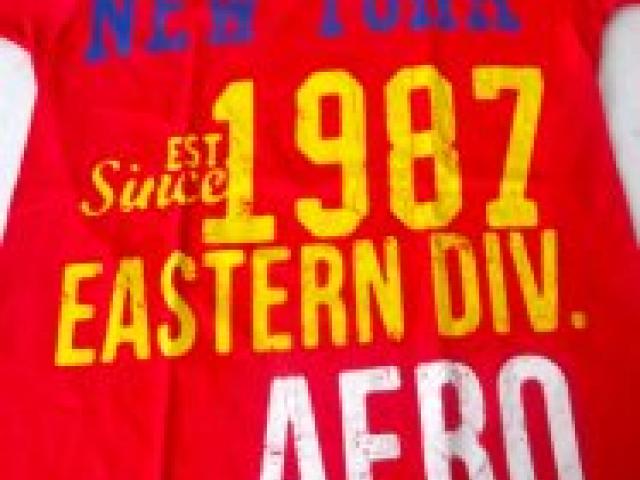 NEW YORK
EST.
Since 1987
EASTERN DIV.
AERO